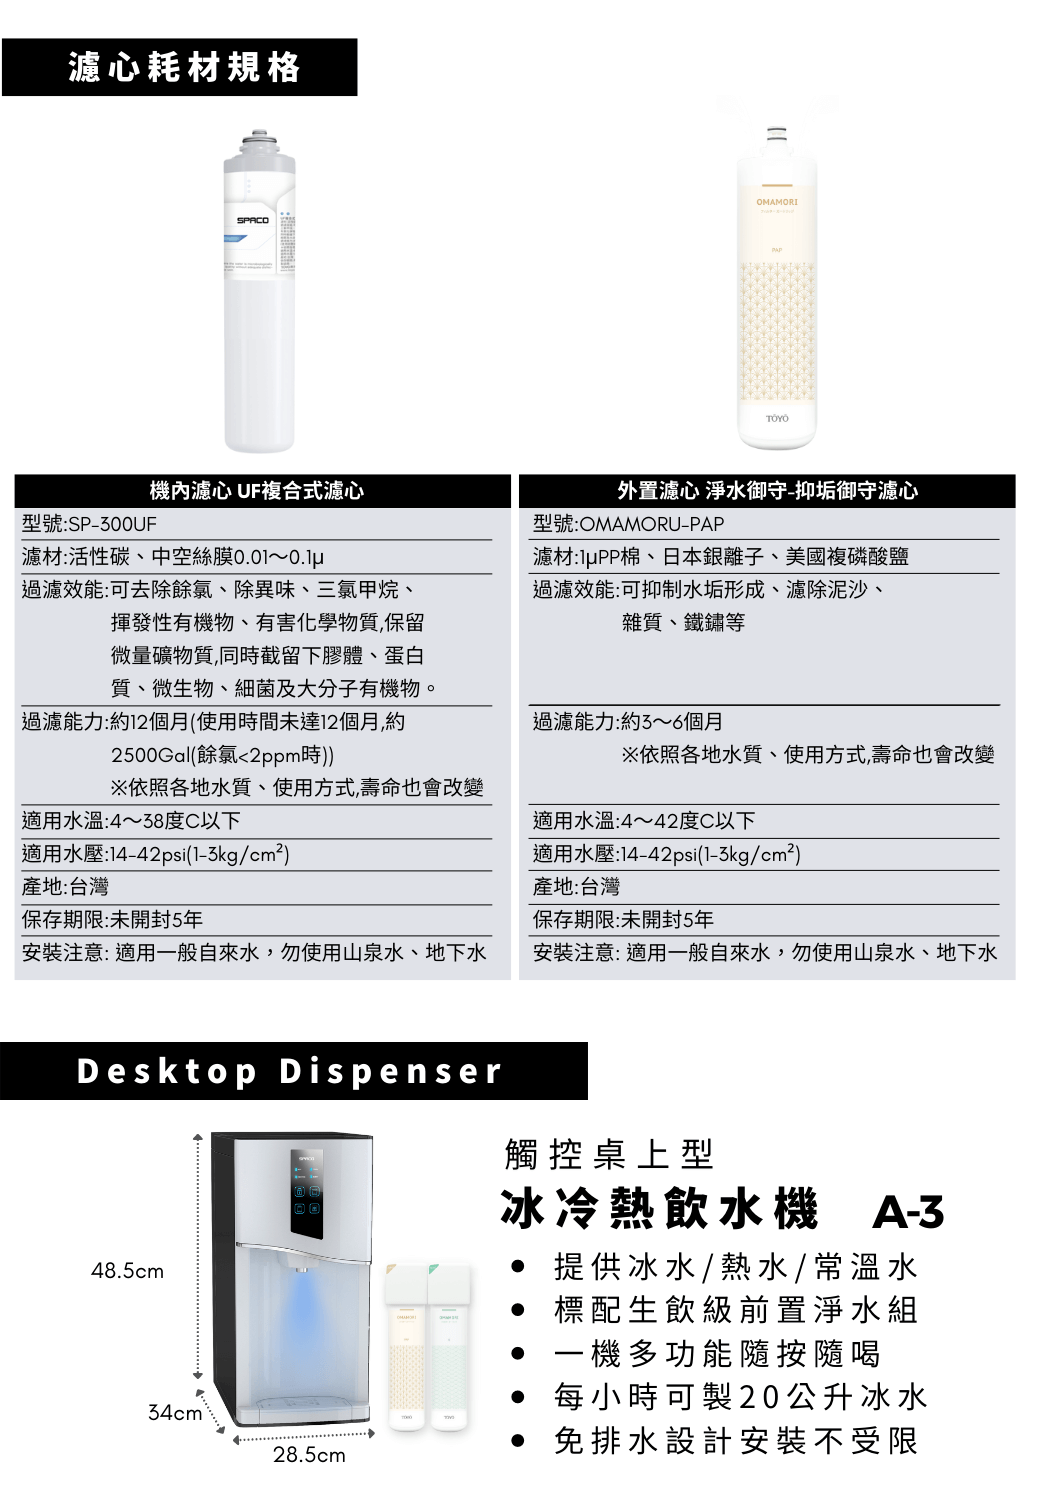 濾心耗材規格
SPACO
OMAMORI
PAP
TOYO
機內濾心 UF複合式濾心
型號:SP-300UF
濾材:活性碳、中空絲膜0.01～0.1μ
過濾效能:可去除餘氯、除異味、三氯甲烷、
揮發性有機物、有害化學物質,保留
微量礦物質,同時截留下膠體、蛋白
質、微生物、細菌及大分子有機物。
過濾能力:約12個月(使用時間未達12個月,約
2500Gal(餘氯<2ppm時))
※依照各地水質、使用方式,壽命也會改變
適用水溫:4～38度C以下
適用水壓:14-42psi(1-3kg/cm²)
產地:台灣
保存期限:未開封5年
安裝注意: 適用一般自來水，勿使用山泉水、地下水
外置濾心 淨水御守-抑垢御守濾心
型號:OMAMORU-PAP
濾材:1μPP棉、日本銀離子、美國複磷酸鹽
過濾效能:可抑制水垢形成、濾除泥沙、
雜質、鐵鏽等
過濾能力:約3～6個月
※依照各地水質、使用方式,壽命也會改變
適用水溫:4～42度C以下
適用水壓:14-42psi(1-3kg/cm²)
產地:台灣
保存期限:未開封5年
安裝注意: 適用一般自來水，勿使用山泉水、地下水
Desktop Dispenser
SPACO
48.5cm
34cm
28.5cm
OMAMORI
TOYO
TOYO
觸控桌上型
冰冷熱飲水機 A-3
• 提供冰水/熱水/常溫水
• 標配生飲級前置淨水組
• 一機多功能隨按隨喝
• 每小時可製20公升冰水
• 免排水設計安裝不受限